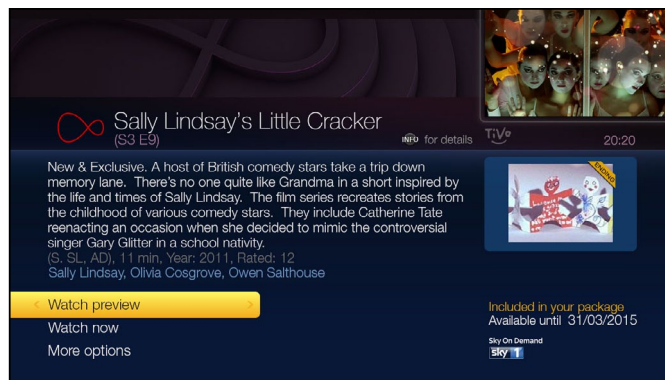 Sally Lindsay's Little Cracker
(S3 E9)
INFO for details
TiVo
20:20
New & Exclusive. A host of British comedy stars take a trip down
memory lane. There's no one quite like Grandma in a short inspired by
the life and times of Sally Lindsay. The film series recreates stories from
the childhood of various comedy stars. They include Catherine Tate
reenacting an occasion when she decided to mimic the controversial
singer Gary Glitter in a school nativity.
(S. SL, AD), 11 min, Year: 2011, Rated: 12
Sally Lindsay, Olivia Cosgrove, Owen Salthouse
ENDING
< Watch preview >
Watch now
More options
Included in your package
Available until 31/03/2015
Sky On Demand
sky 1